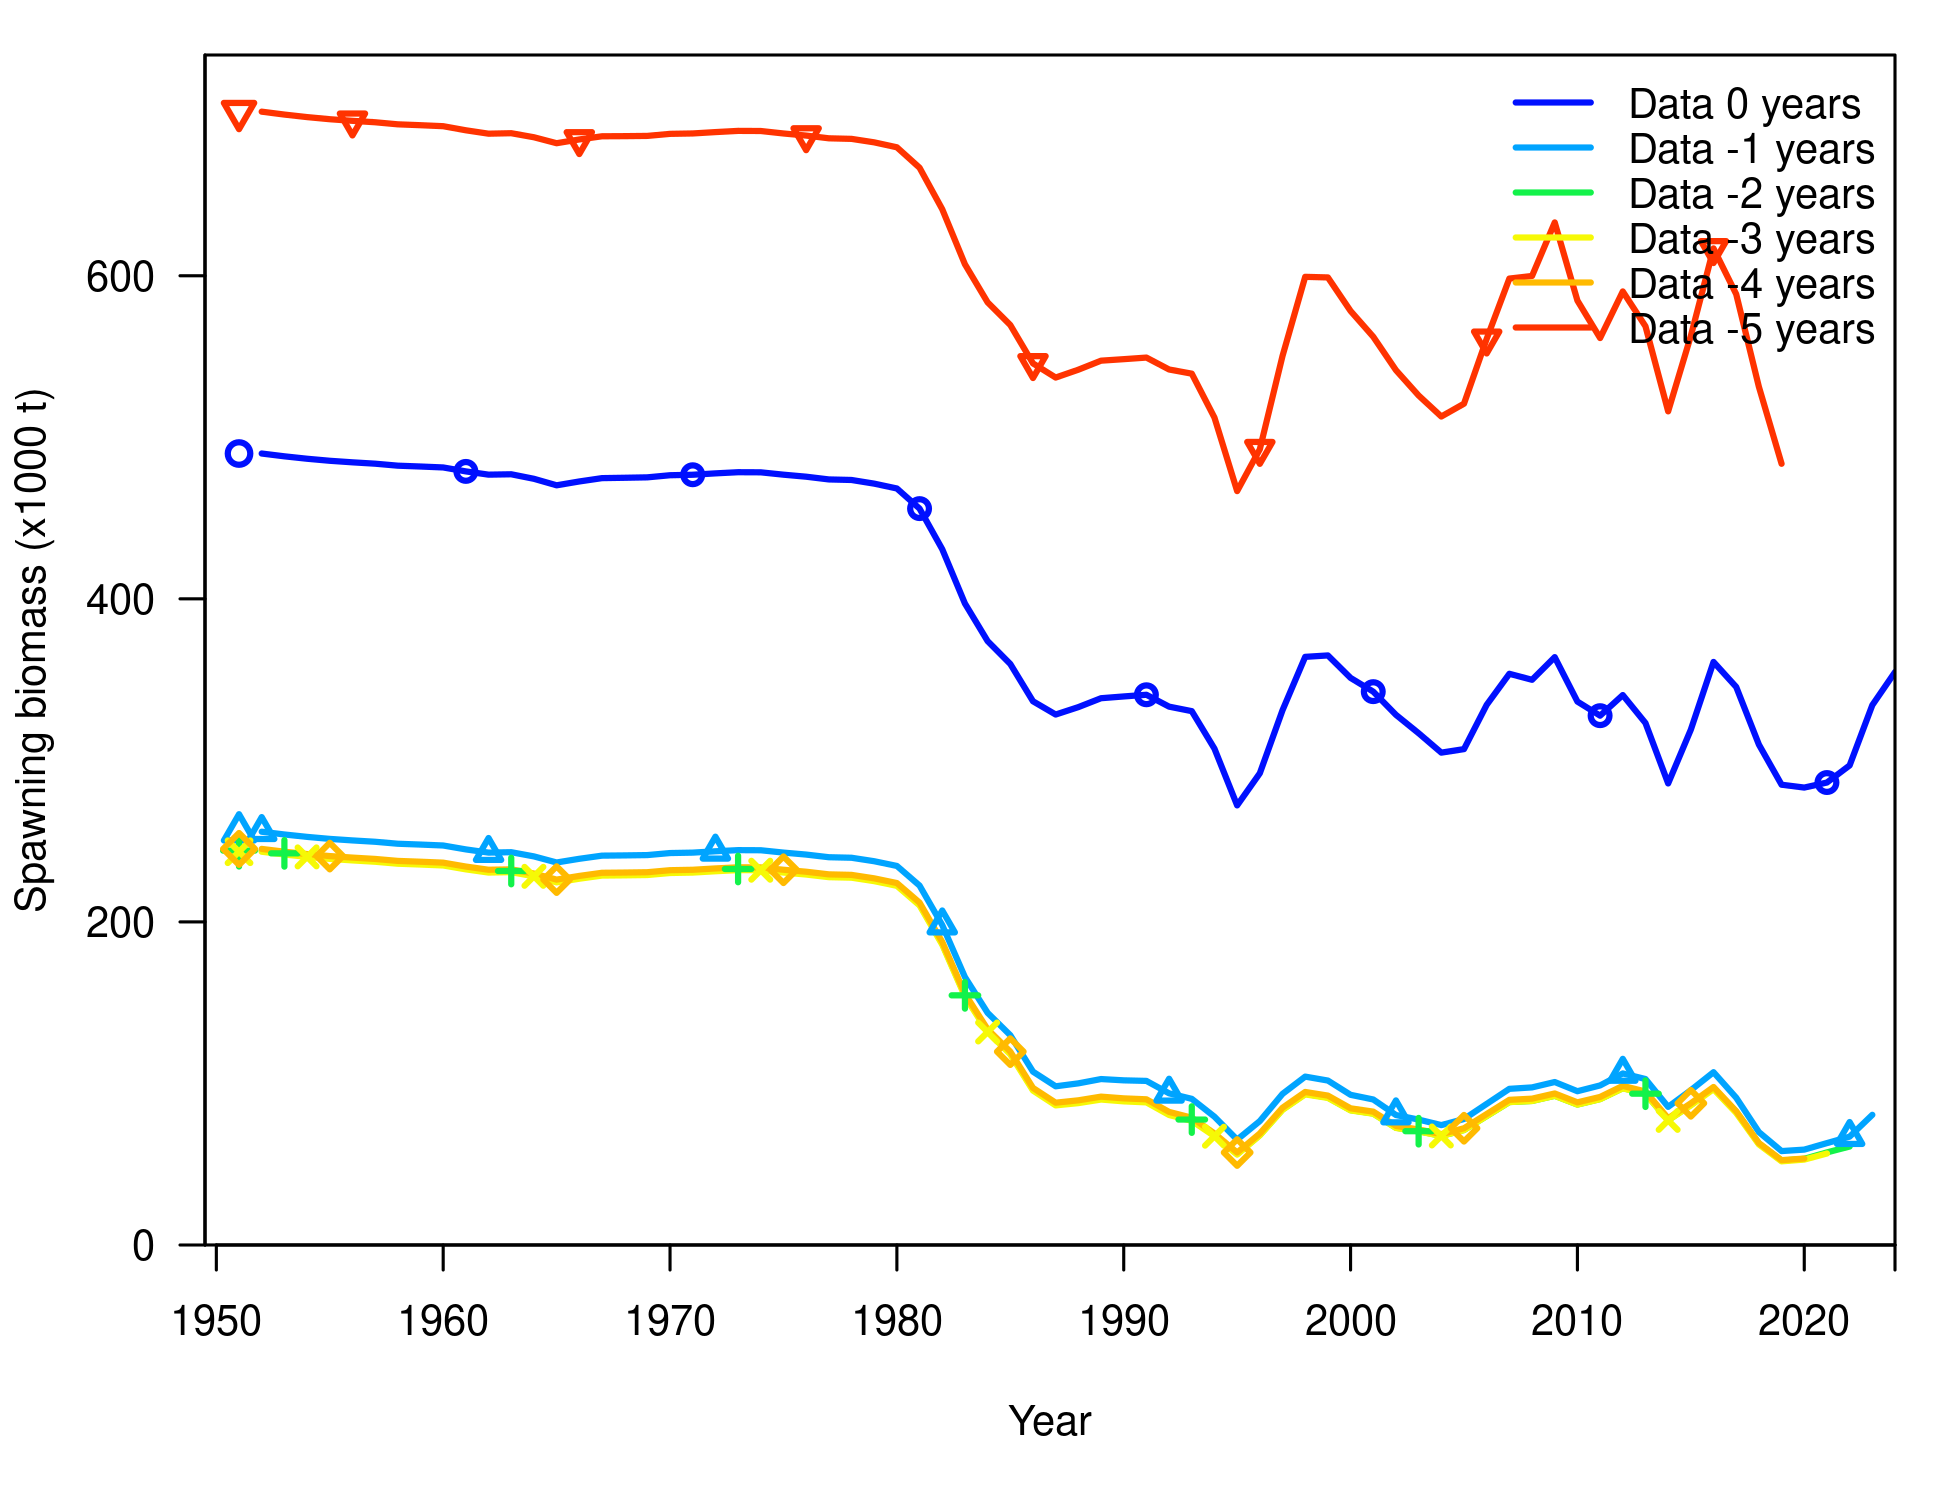 Data 0 years
Data -1 years
Data -2 years
Data -3 years
Data -4 years
Data -5 years
600
400
200
0
Spawning biomass (x1000 t)
1950 1960 1970 1980 1990 2000 2010 2020
Year